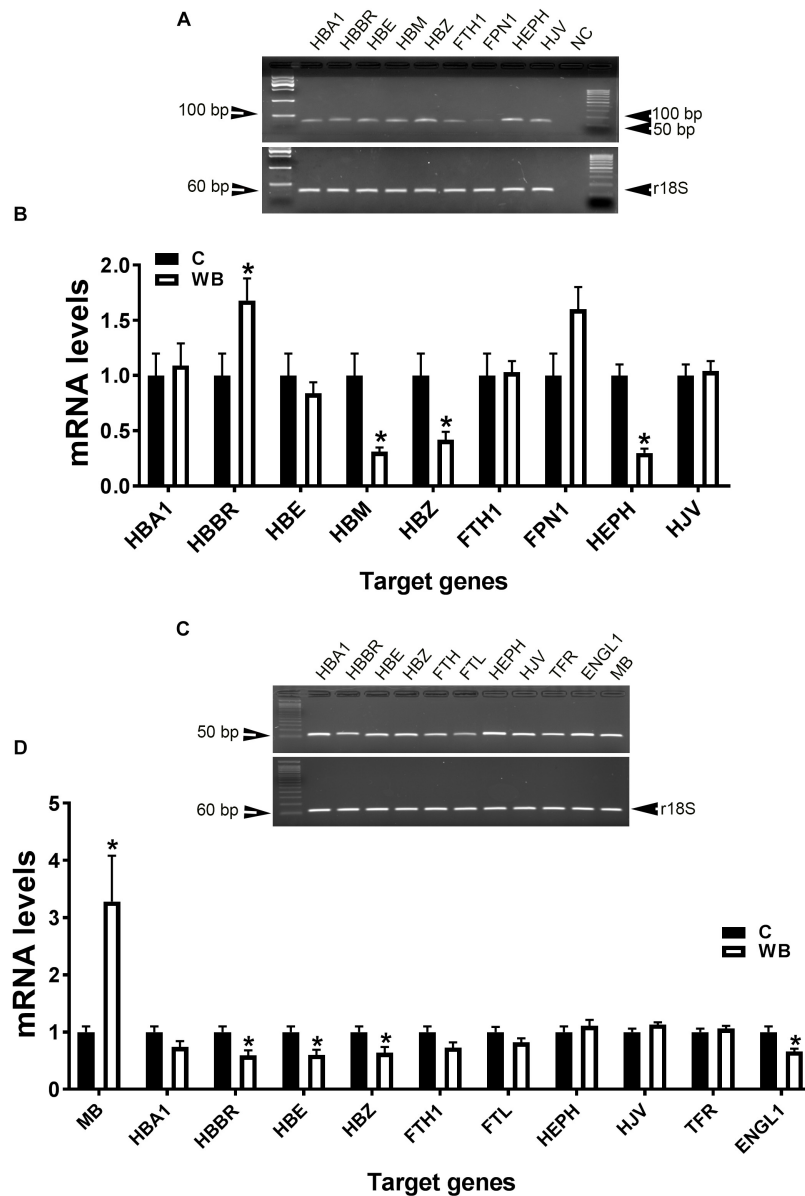 A
HBA1 HBBR HBE HBM HBZ FTH1 FPN1 HEPH HJV NC
100 bp
100 bp
50 bp
60 bp
r18S
B
C
WB
mRNA levels
2.0
1.5
1.0
0.5
0.0
*
*
*
*
HBA1 HBBR HBE HBM HBZ FTH1 FPN1 HEPH HJV
Target genes
C
HBA1 HBBR HBE HBZ FTH FTL HEPH HJV TFR ENGL1 MB
50 bp
60 bp
r18S
D
C
WB
mRNA levels
5
4
3
2
1
0
*
*
*
*
*
MB HBA1 HBBR HBE HBZ FTH1 FTL HEPH HJV TFR ENGL1
Target genes